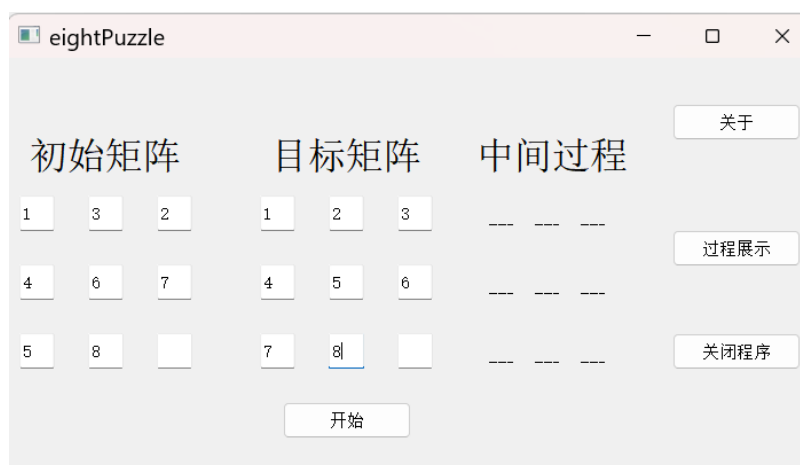 eightPuzzle
关于
初始矩阵 目标矩阵 中间过程
1 3 2 1 2 3 --- --- ---
过程展示
4 6 7 4 5 6 --- --- ---
5 8 7 8 --- --- ---
关闭程序
开始